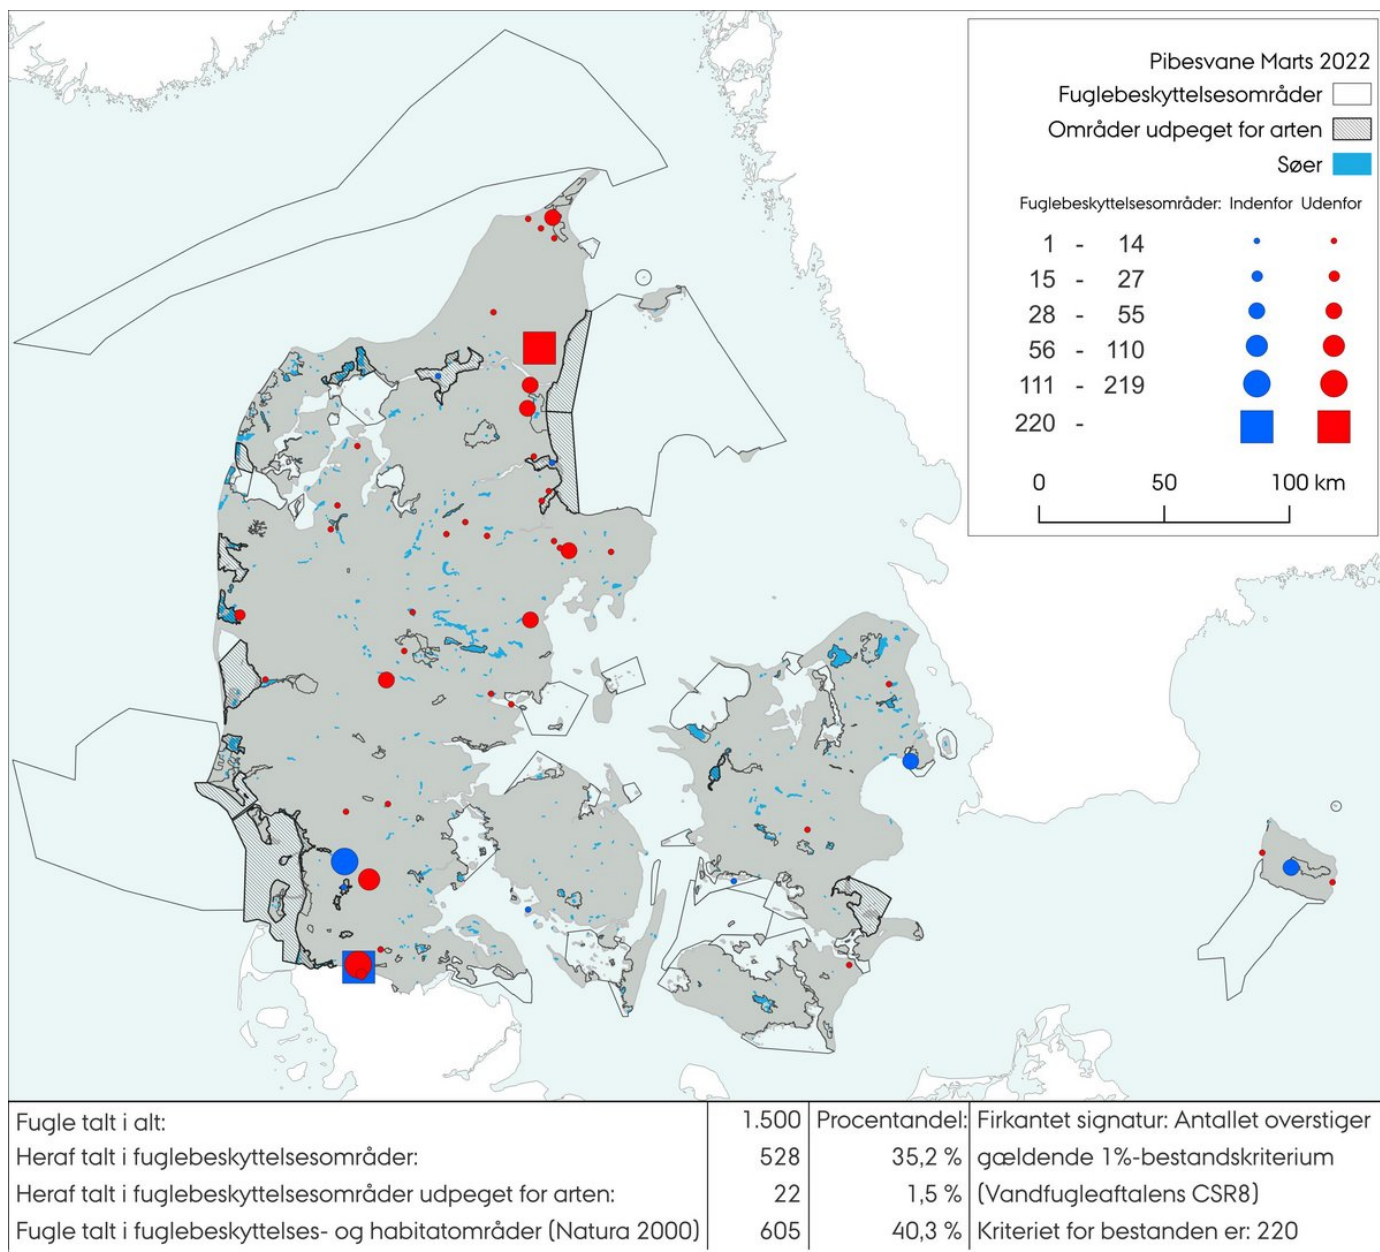 Pibesvane Marts 2022
Fuglebeskyttelsesområder
Områder udpeget for arten
Søer
Fuglebeskyttelsesområder: Indenfor Udenfor
1 - 14
15 - 27
28 - 55
56 - 110
111 - 219
220 -
0 50 100 km
Fugle talt i alt: 1.500 Procentandel: Firkantet signatur: Antallet overstiger
Heraf talt i fuglebeskyttelsesområder: 528 35,2 % gældende 1%-bestandskriterium
Heraf talt i fuglebeskyttelsesområder udpeget for arten: 22 1,5 % (Vandfugleaftalens CSR8)
Fugle talt i fuglebeskyttelses- og habitatområder (Natura 2000) 605 40,3 % Kriteriet for bestanden er: 220